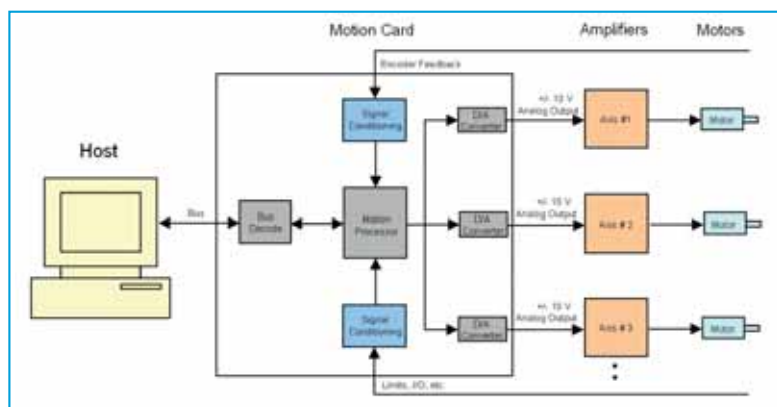 Motion Card
Amplifiers
Motors
Encoder Feedback
Host
Signal
Conditioning
D/A
Converter
+/- 10 V
Analog Output
Axis #1
Motor
Bus
Bus
Decode
Motion
Processor
D/A
Converter
+/- 10 V
Analog Output
Axis # 2
Motor
Signal
Conditioning
D/A
Converter
+/- 10 V
Analog Output
Axis # 3
Motor
Limits, I/O, etc